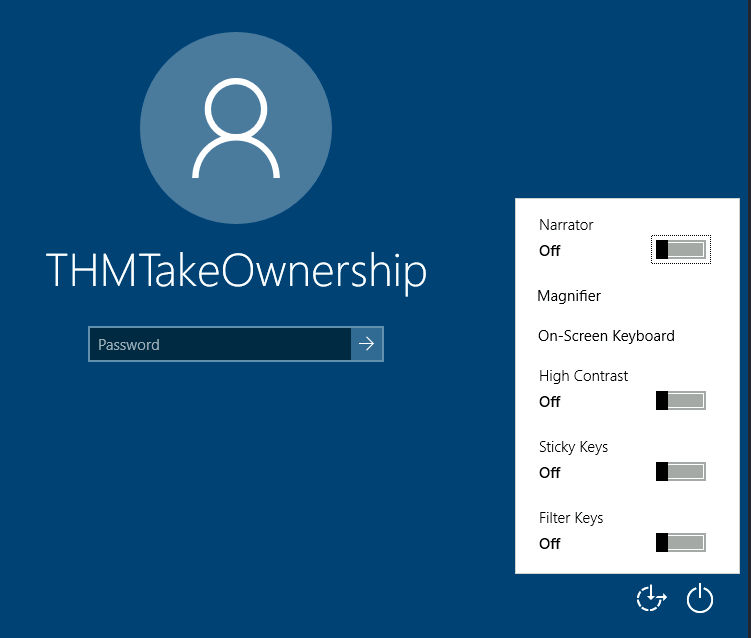 THMTakeOwnership
Password
Narrator
Off
Magnifier
On-Screen Keyboard
High Contrast
Off
Sticky Keys
Off
Filter Keys
Off